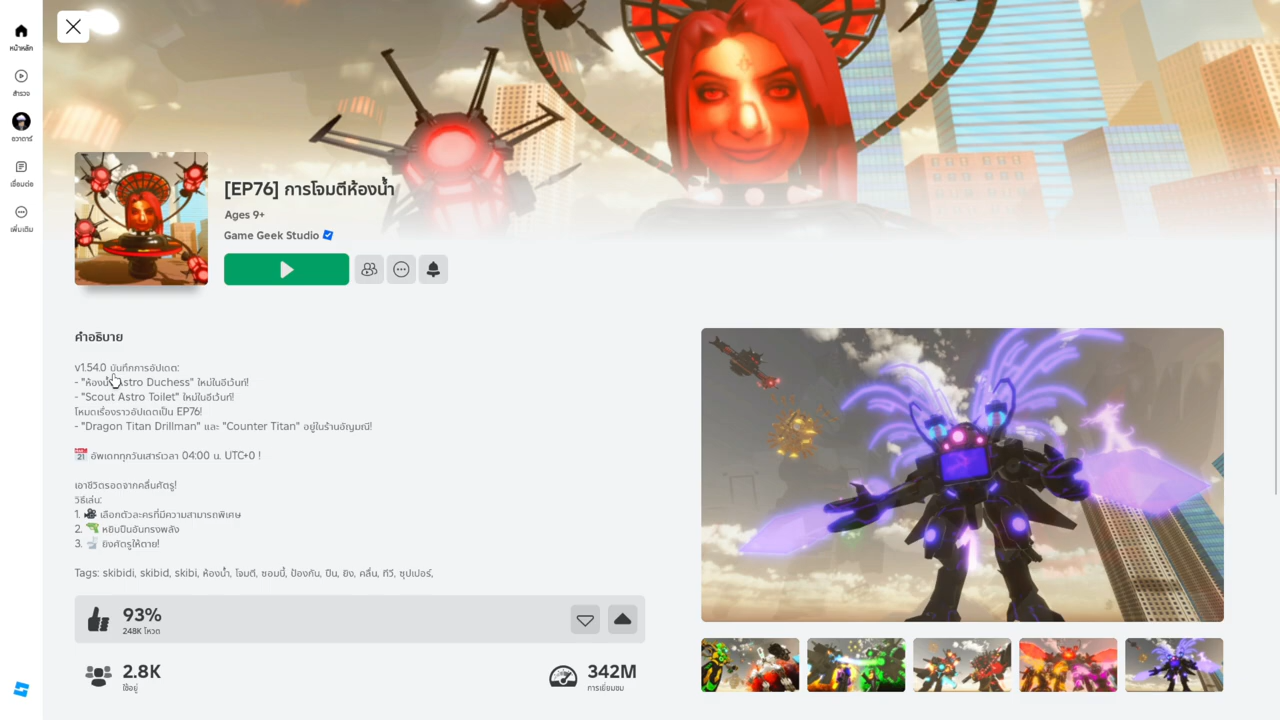 หน้าหลัก
สำรวจ
อวาตาร์
เชื่อมต่อ
เพิ่มเติม
[EP76] การโจมตีห้องน้ำ
Ages 9+
Game Geek Studio
คำอธิบาย
v1.54.0 บันทึกการอัปเดต:
- "ห้องน้ำ Astro Duchess" ใหม่ในอีเว้นท์!
- "Scout Astro Toilet" ใหม่ในอีเว้นท์!
โหมดเรื่องราวอัปเดตเป็น EP76!
- "Dragon Titan Drillman" และ "Counter Titan" อยู่ในร้านอัญมณี!
21 อัพเดททุกวันเสาร์เวลา 04:00 น. UTC+0 !
เอาชีวิตรอดจากคลื่นศัตรู!
วิธีเล่น:
1. เลือกตัวละครที่มีความสามารถพิเศษ
2. หยิบปืนอันทรงพลัง
3. ยิงศัตรูให้ตาย!
Tags: skibidi, skibid, skibi, ห้องน้ำ, โจมตี, ซอมบี้, ป้องกัน, ปืน, ยิง, คลื่น, ทีวี, ซุปเปอร์,
93%
248K โหวต
2.8K
ใช้อยู่
342M
การเยี่ยมชม